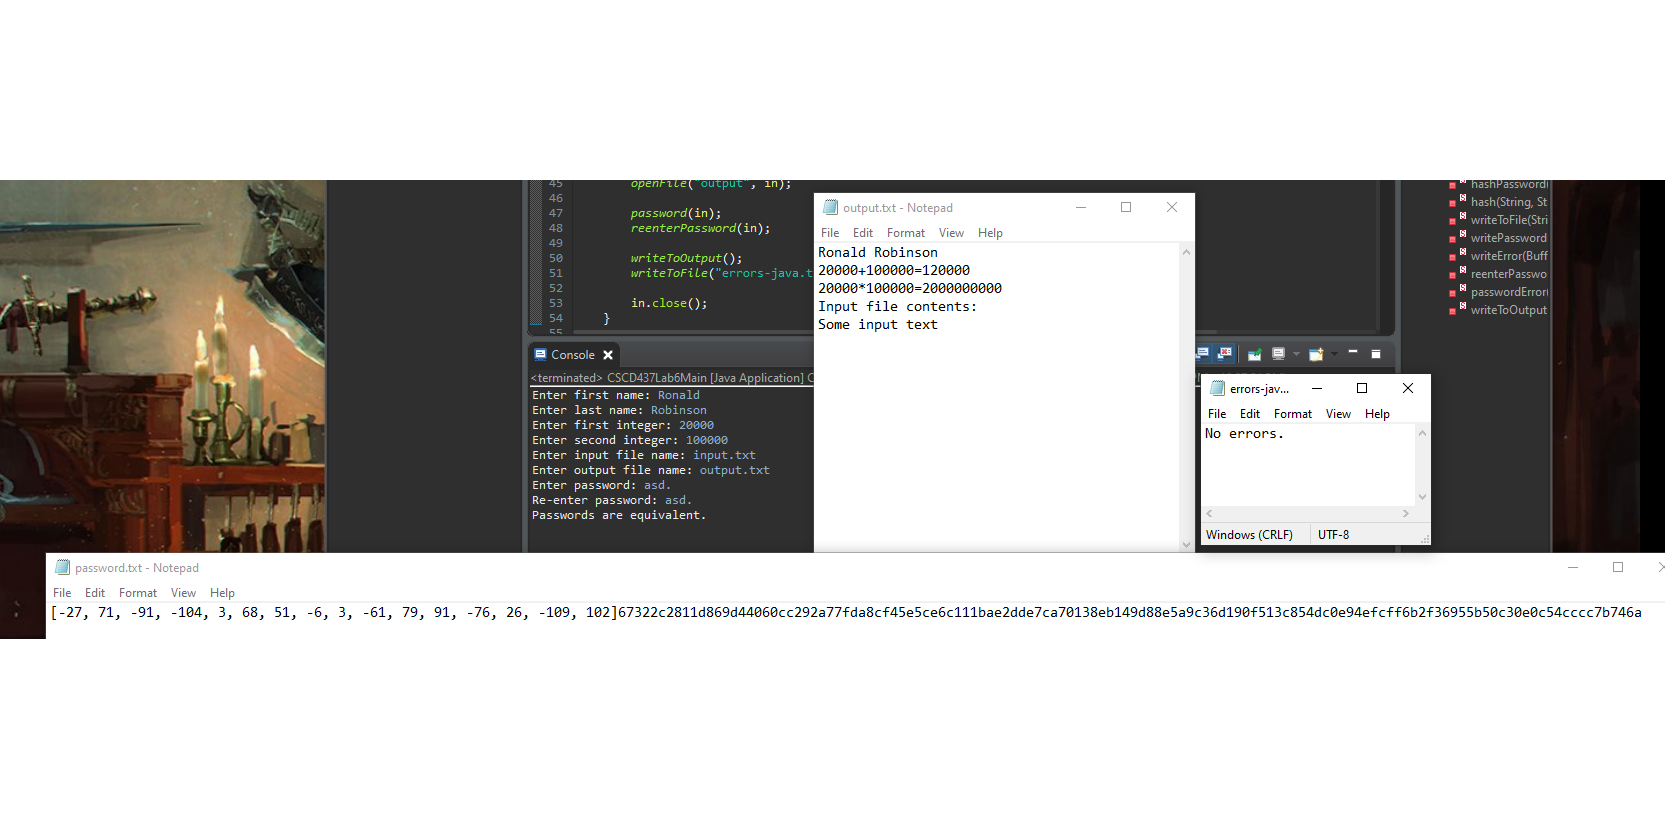 45 openFile("output", in);
46
47 password(in);
48 reenterPassword(in);
49
50 writeToOutput();
51 writeToFile("errors-java.t
52
53 in.close();
54 }
55
hashPassword(
hash(String, St
writeToFile(Stri
writePassword
writeError(Buff
reenterPasswo
passwordError(
writeToOutput
output.txt - Notepad
File Edit Format View Help
Ronald Robinson
20000+100000=120000
20000*100000=2000000000
Input file contents:
Some input text
Console
<terminated> CSCD437Lab6Main [Java Application] C
Enter first name: Ronald
Enter last name: Robinson
Enter first integer: 20000
Enter second integer: 100000
Enter input file name: input.txt
Enter output file name: output.txt
Enter password: asd.
Re-enter password: asd.
Passwords are equivalent.
errors-jav...
File Edit Format View Help
No errors.
Windows (CRLF) UTF-8
password.txt - Notepad
File Edit Format View Help
[-27, 71, -91, -104, 3, 68, 51, -6, 3, -61, 79, 91, -76, 26, -109, 102]67322c2811d869d44060cc292a77fda8cf45e5ce6c111bae2dde7ca70138eb149d88e5a9c36d190f513c854dc0e94efcff6b2f36955b50c30e0c54cccc7b746a